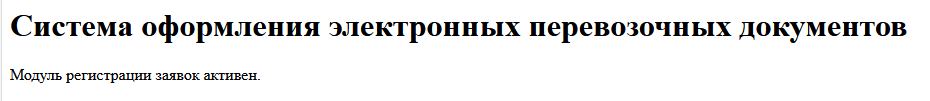 Система оформления электронных перевозочных документов
Модуль регистрации заявок активен.